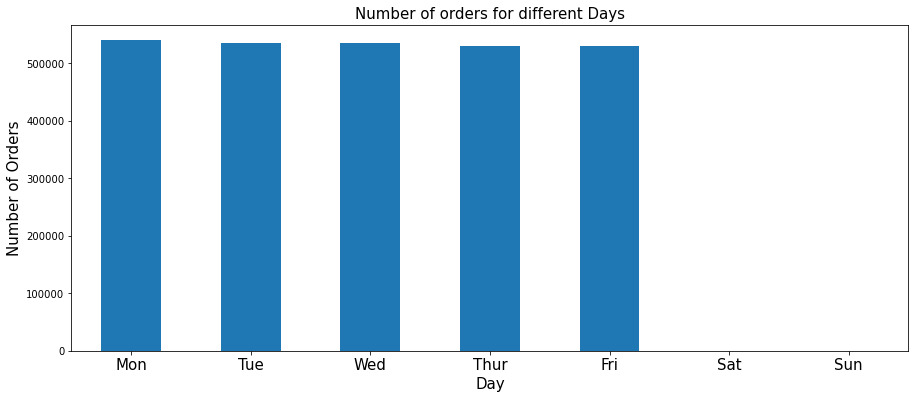 Number of orders for different Days
Number of Orders
500000
400000
300000
200000
100000
0
Mon Tue Wed Thur Fri Sat Sun
Day